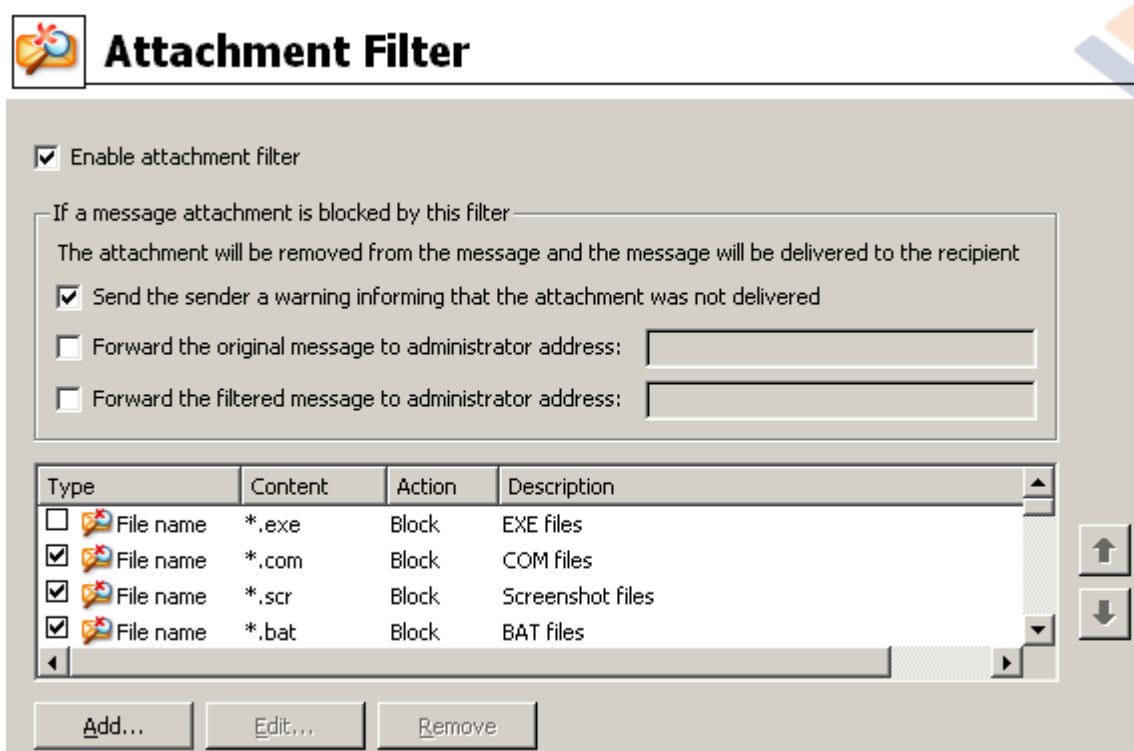 Attachment Filter
Enable attachment filter
If a message attachment is blocked by this filter
The attachment will be removed from the message and the message will be delivered to the recipient
Send the sender a warning informing that the attachment was not delivered
Forward the original message to administrator address:
Forward the filtered message to administrator address:
Type Content Action Description
File name *.exe Block EXE files
File name *.com Block COM files
File name *.scr Block Screenshot files
File name *.bat Block BAT files
Add... Edit... Remove